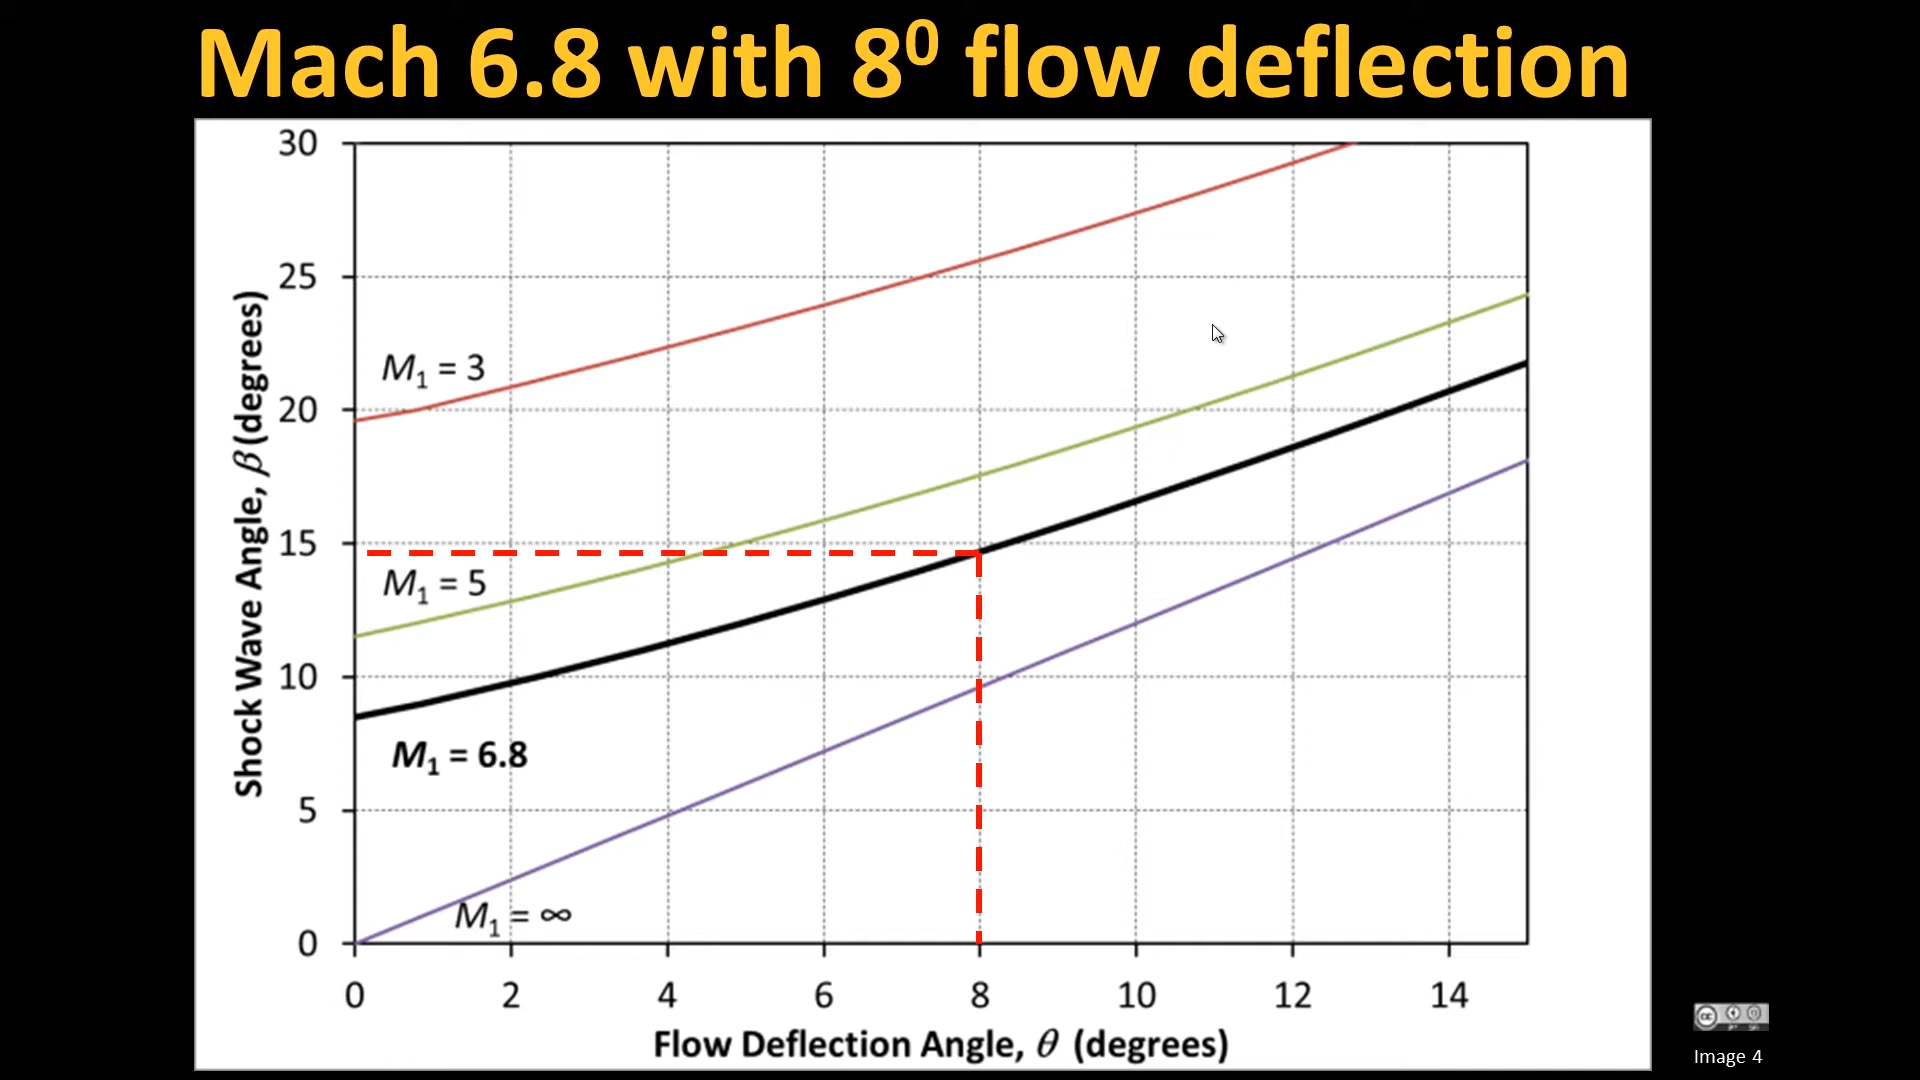 Mach 6.8 with 8⁰ flow deflection
30
25
20
15
10
5
0
Shock Wave Angle, β (degrees)
M₁ = 3
M₁ = 5
M₁ = 6.8
M₁ = ∞
0 2 4 6 8 10 12 14
Flow Deflection Angle, θ (degrees)
cc
Image 4